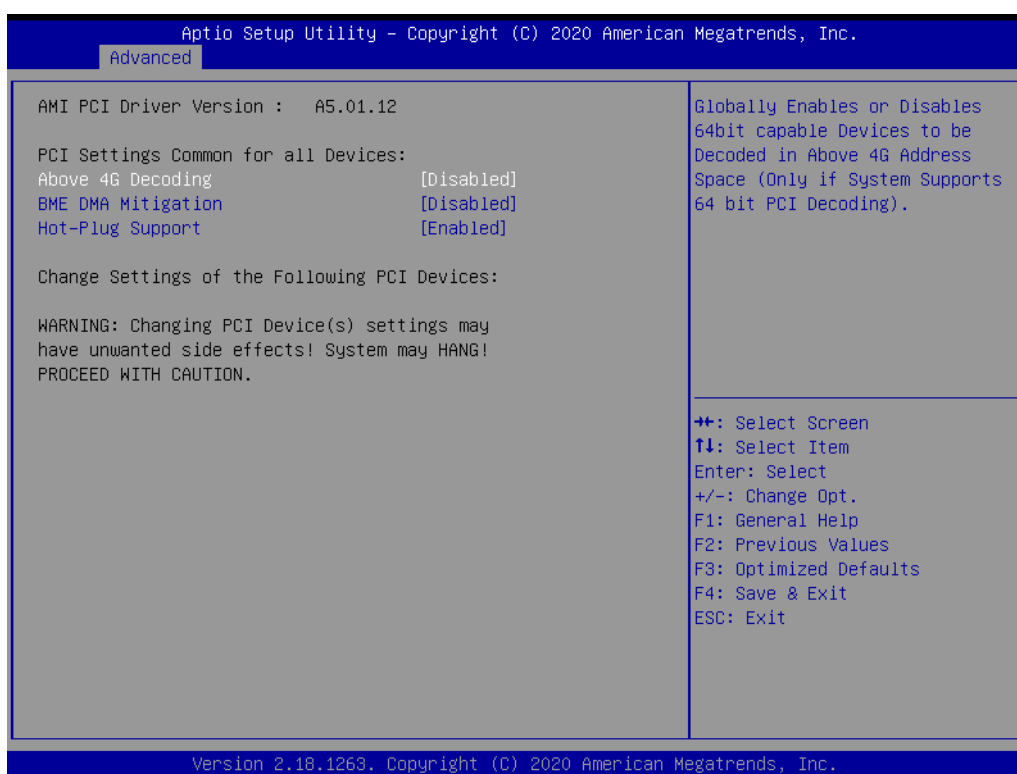 Aptio Setup Utility – Copyright (C) 2020 American Megatrends, Inc.
Advanced
AMI PCI Driver Version : A5.01.12
PCI Settings Common for all Devices:
Above 4G Decoding [Disabled]
BME DMA Mitigation [Disabled]
Hot-Plug Support [Enabled]
Change Settings of the Following PCI Devices:
WARNING: Changing PCI Device(s) settings may
have unwanted side effects! System may HANG!
PROCEED WITH CAUTION.
Globally Enables or Disables
64bit capable Devices to be
Decoded in Above 4G Address
Space (Only if System Supports
64 bit PCI Decoding).
→←: Select Screen
↑↓: Select Item
Enter: Select
+/-: Change Opt.
F1: General Help
F2: Previous Values
F3: Optimized Defaults
F4: Save & Exit
ESC: Exit
Version 2.18.1263. Copyright (C) 2020 American Megatrends, Inc.